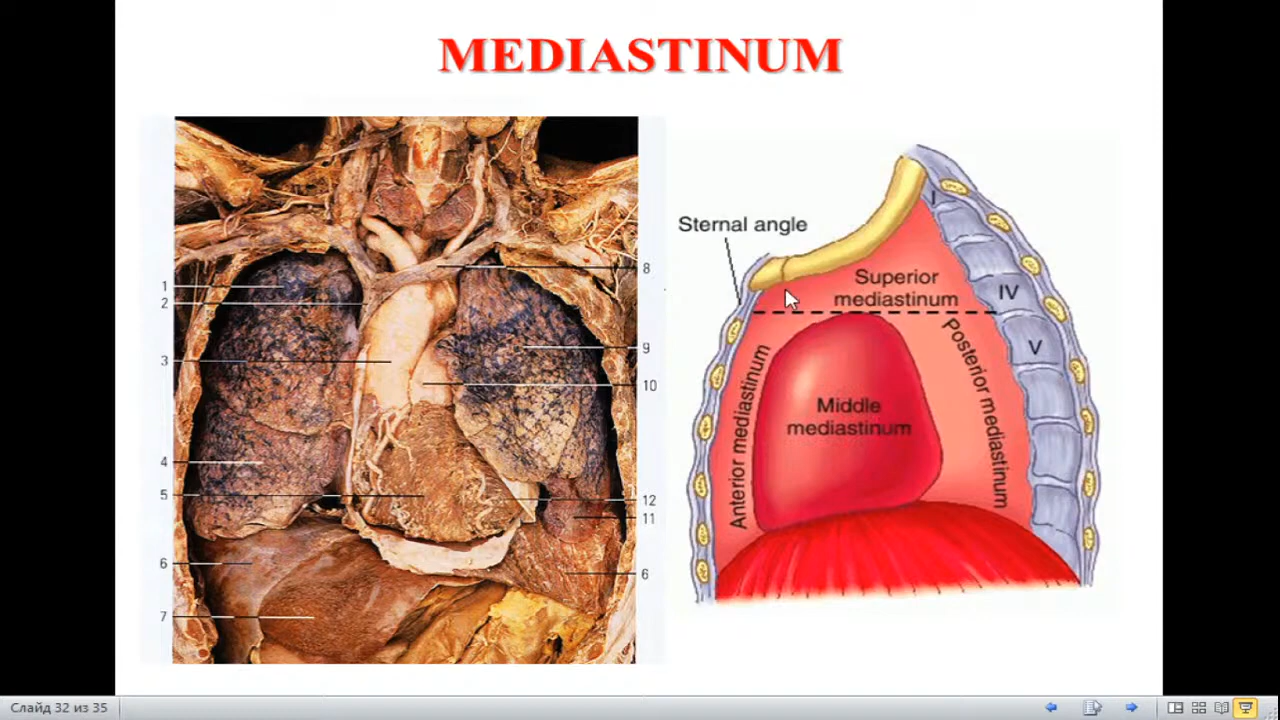 MEDIASTINUM
1
2
3
4
5
6
7
8
9
10
12
11
6
Sternal angle
Superior
mediastinum
I
IV
V
Anterior mediastinum
Middle
mediastinum
Posterior mediastinum
Слайд 32 из 35